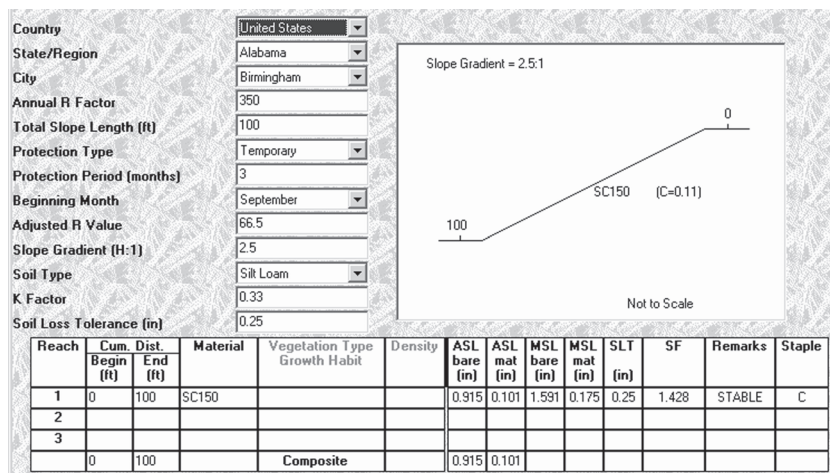 Country United States
State/Region Alabama
City Birmingham
Annual R Factor 350
Total Slope Length (ft) 100
Protection Type Temporary
Protection Period (months) 3
Beginning Month September
Adjusted R Value 66.5
Slope Gradient (H:1) 2.5
Soil Type Silt Loam
K Factor 0.33
Soil Loss Tolerance (in) 0.25
Slope Gradient = 2.5:1
0
SC150 (C=0.11)
100
Not to Scale
Reach Cum. Dist. Material Vegetation Type Density ASL ASL MSL MSL SLT SF Remarks Staple
Begin End Growth Habit bare mat bare mat
(ft) (ft) (in) (in) (in) (in) (in)
1 0 100 SC150 0.915 0.101 1.591 0.175 0.25 1.428 STABLE C
2
3
0 100 Composite 0.915 0.101